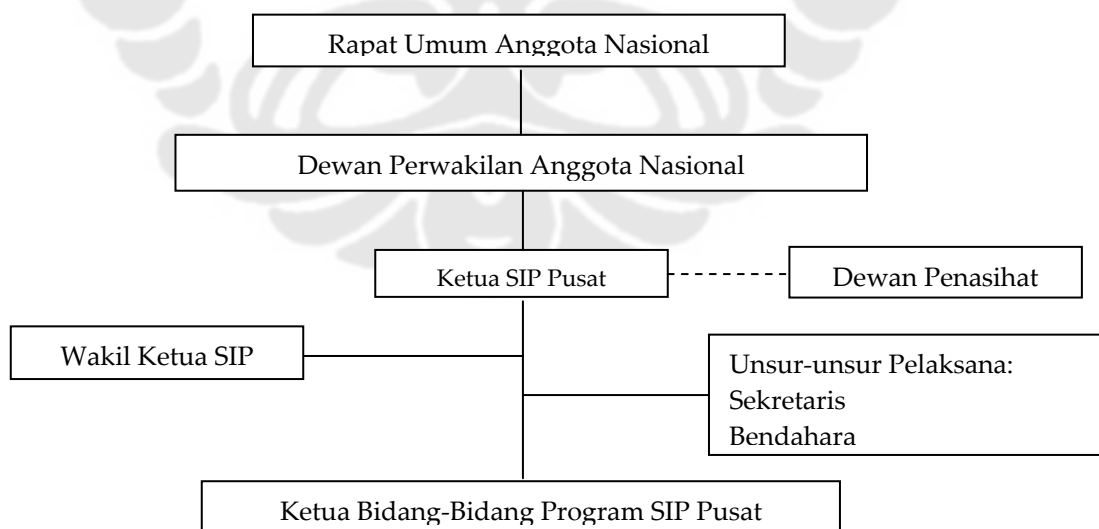 Rapat Umum Anggota Nasional
Dewan Perwakilan Anggota Nasional
Ketua SIP Pusat
Dewan Penasihat
Wakil Ketua SIP
Unsur-unsur Pelaksana:
Sekretaris
Bendahara
Ketua Bidang-Bidang Program SIP Pusat